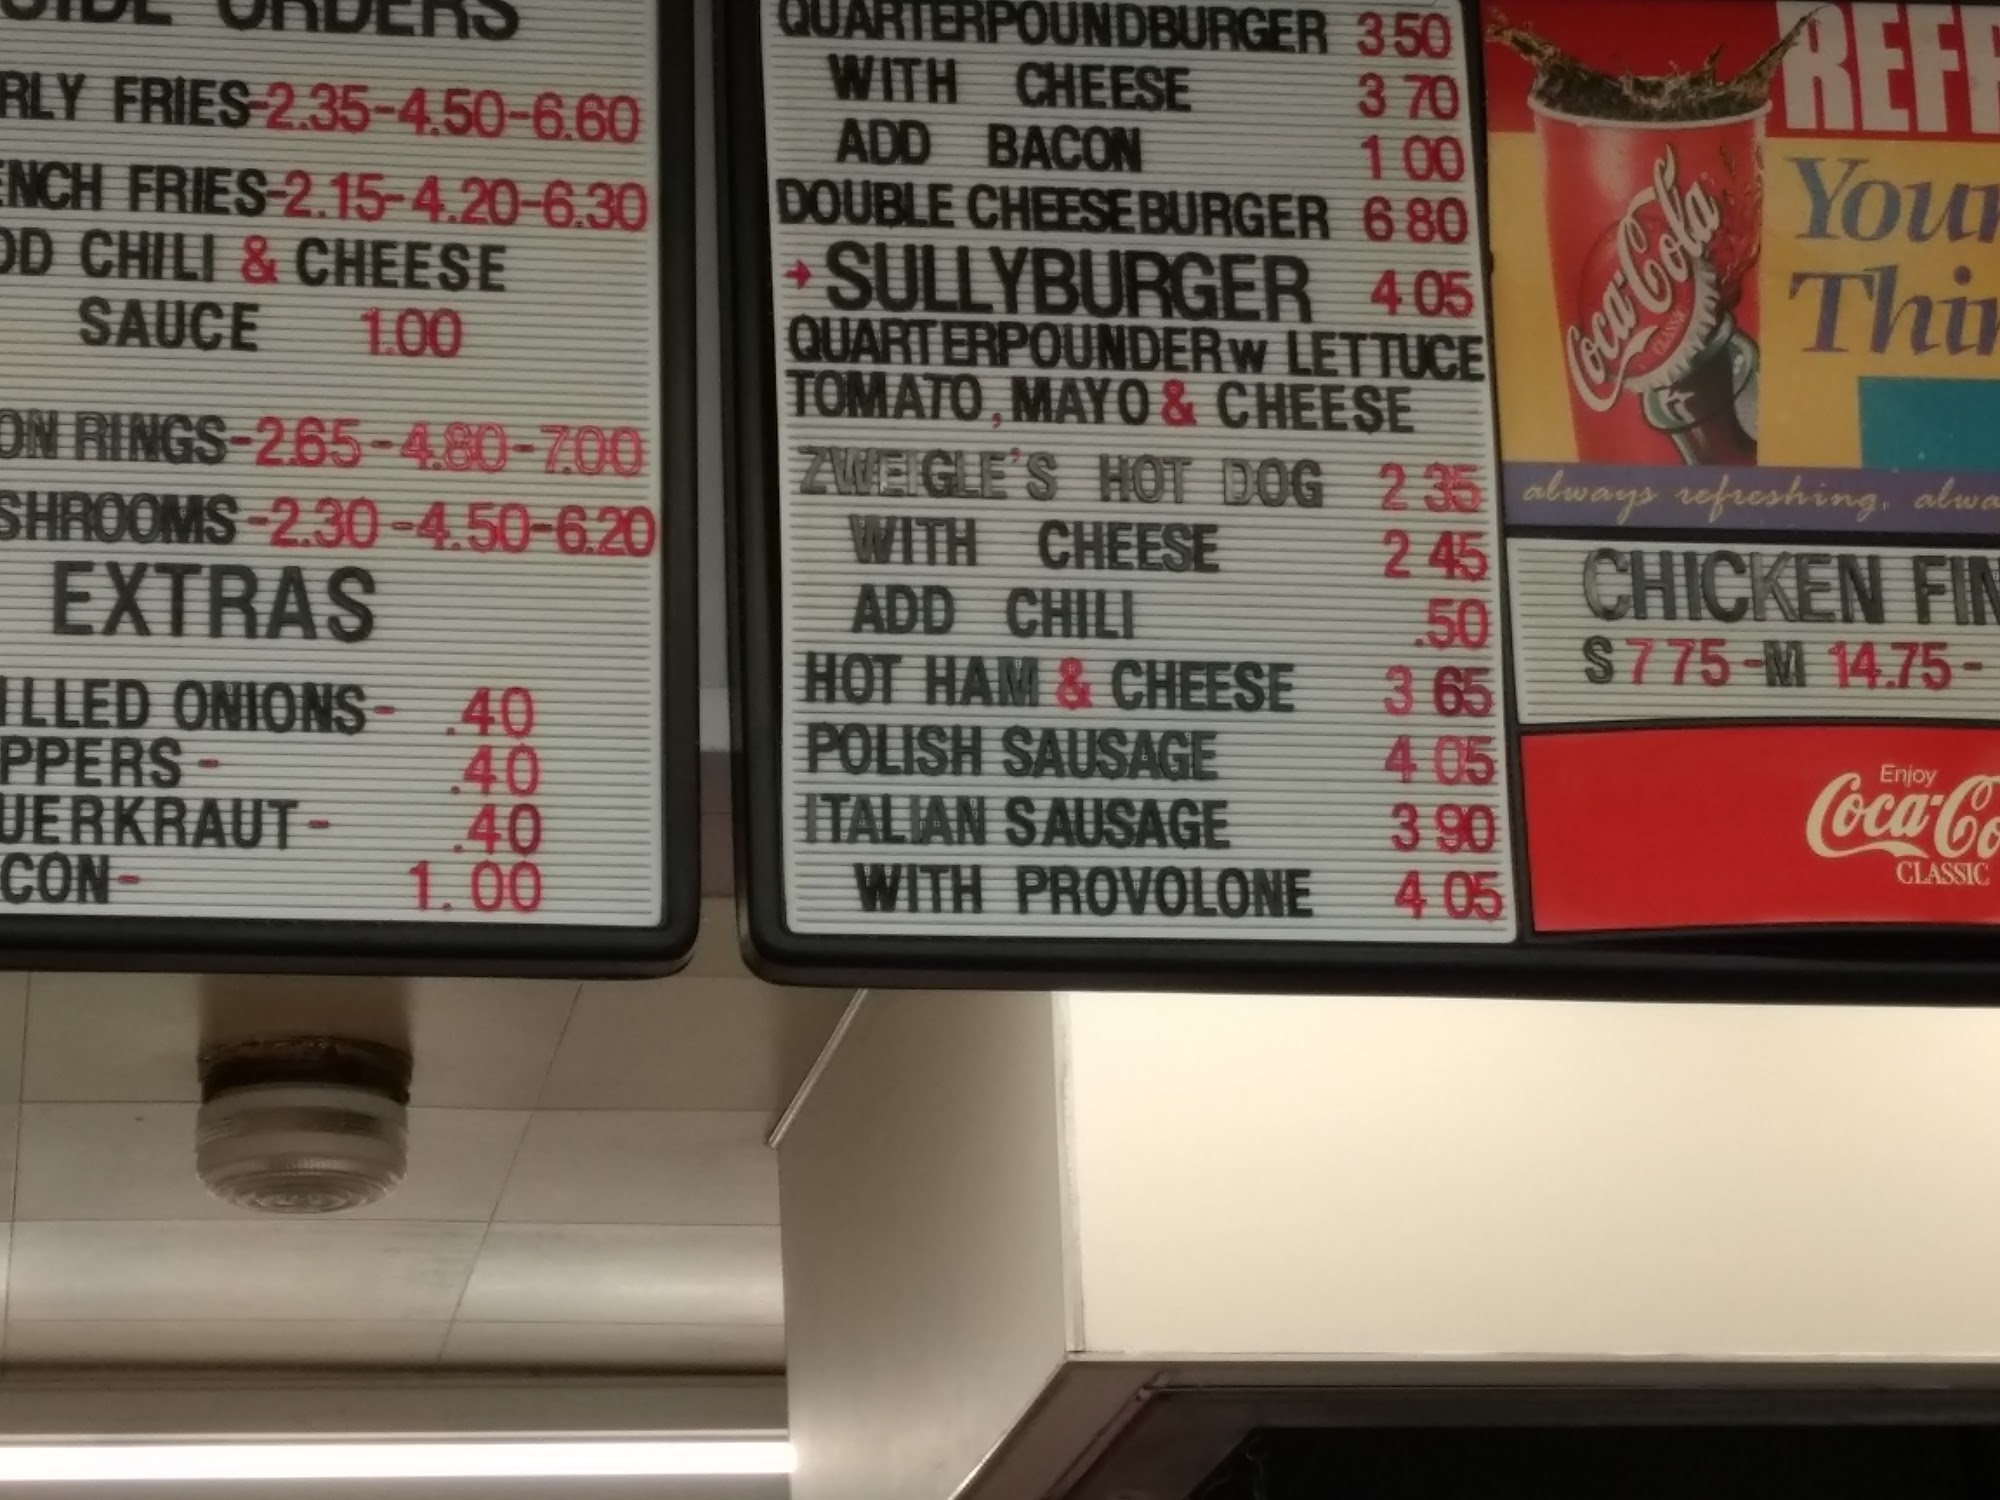 SIDE ORDERS
RLY FRIES-2.35-4.50-6.60
ENCH FRIES-2.15-4.20-6.30
DD CHILI & CHEESE
SAUCE 1.00
ON RINGS-2.65-4.80-7.00
SHROOMS-2.30-4.50-6.20
EXTRAS
ILLED ONIONS- .40
PPERS- .40
UERKRAUT- .40
CON- 1.00
QUARTERPOUNDBURGER 3 50
WITH CHEESE 3 70
ADD BACON 1 00
DOUBLE CHEESEBURGER 6 80
→ SULLYBURGER 4 05
QUARTERPOUNDER W LETTUCE
TOMATO, MAYO & CHEESE
ZWEIGLE'S HOT DOG 2 35
WITH CHEESE 2 45
ADD CHILI .50
HOT HAM & CHEESE 3 65
POLISH SAUSAGE 4 05
ITALIAN SAUSAGE 3 90
WITH PROVOLONE 4 05
REFR
Your
Thir
Coca-Cola
CLASSIC
always refreshing, alwa
CHICKEN FIN
S 7 75-M 14.75-
Enjoy
Coca-Co
CLASSIC